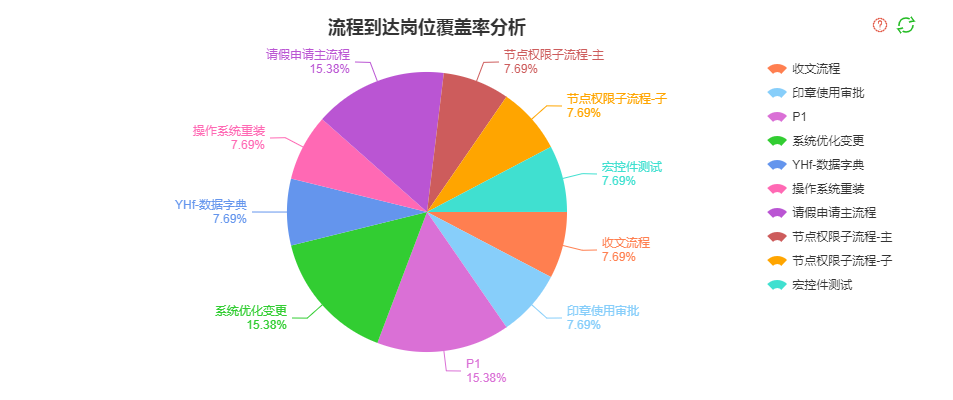 流程到达岗位覆盖率分析
请假申请主流程
15.38%
节点权限子流程-主
7.69%
节点权限子流程-子
7.69%
操作系统重装
7.69%
宏控件测试
7.69%
YHf-数据字典
7.69%
收文流程
7.69%
系统优化变更
15.38%
印章使用审批
7.69%
P1
15.38%
收文流程
印章使用审批
P1
系统优化变更
YHf-数据字典
操作系统重装
请假申请主流程
节点权限子流程-主
节点权限子流程-子
宏控件测试